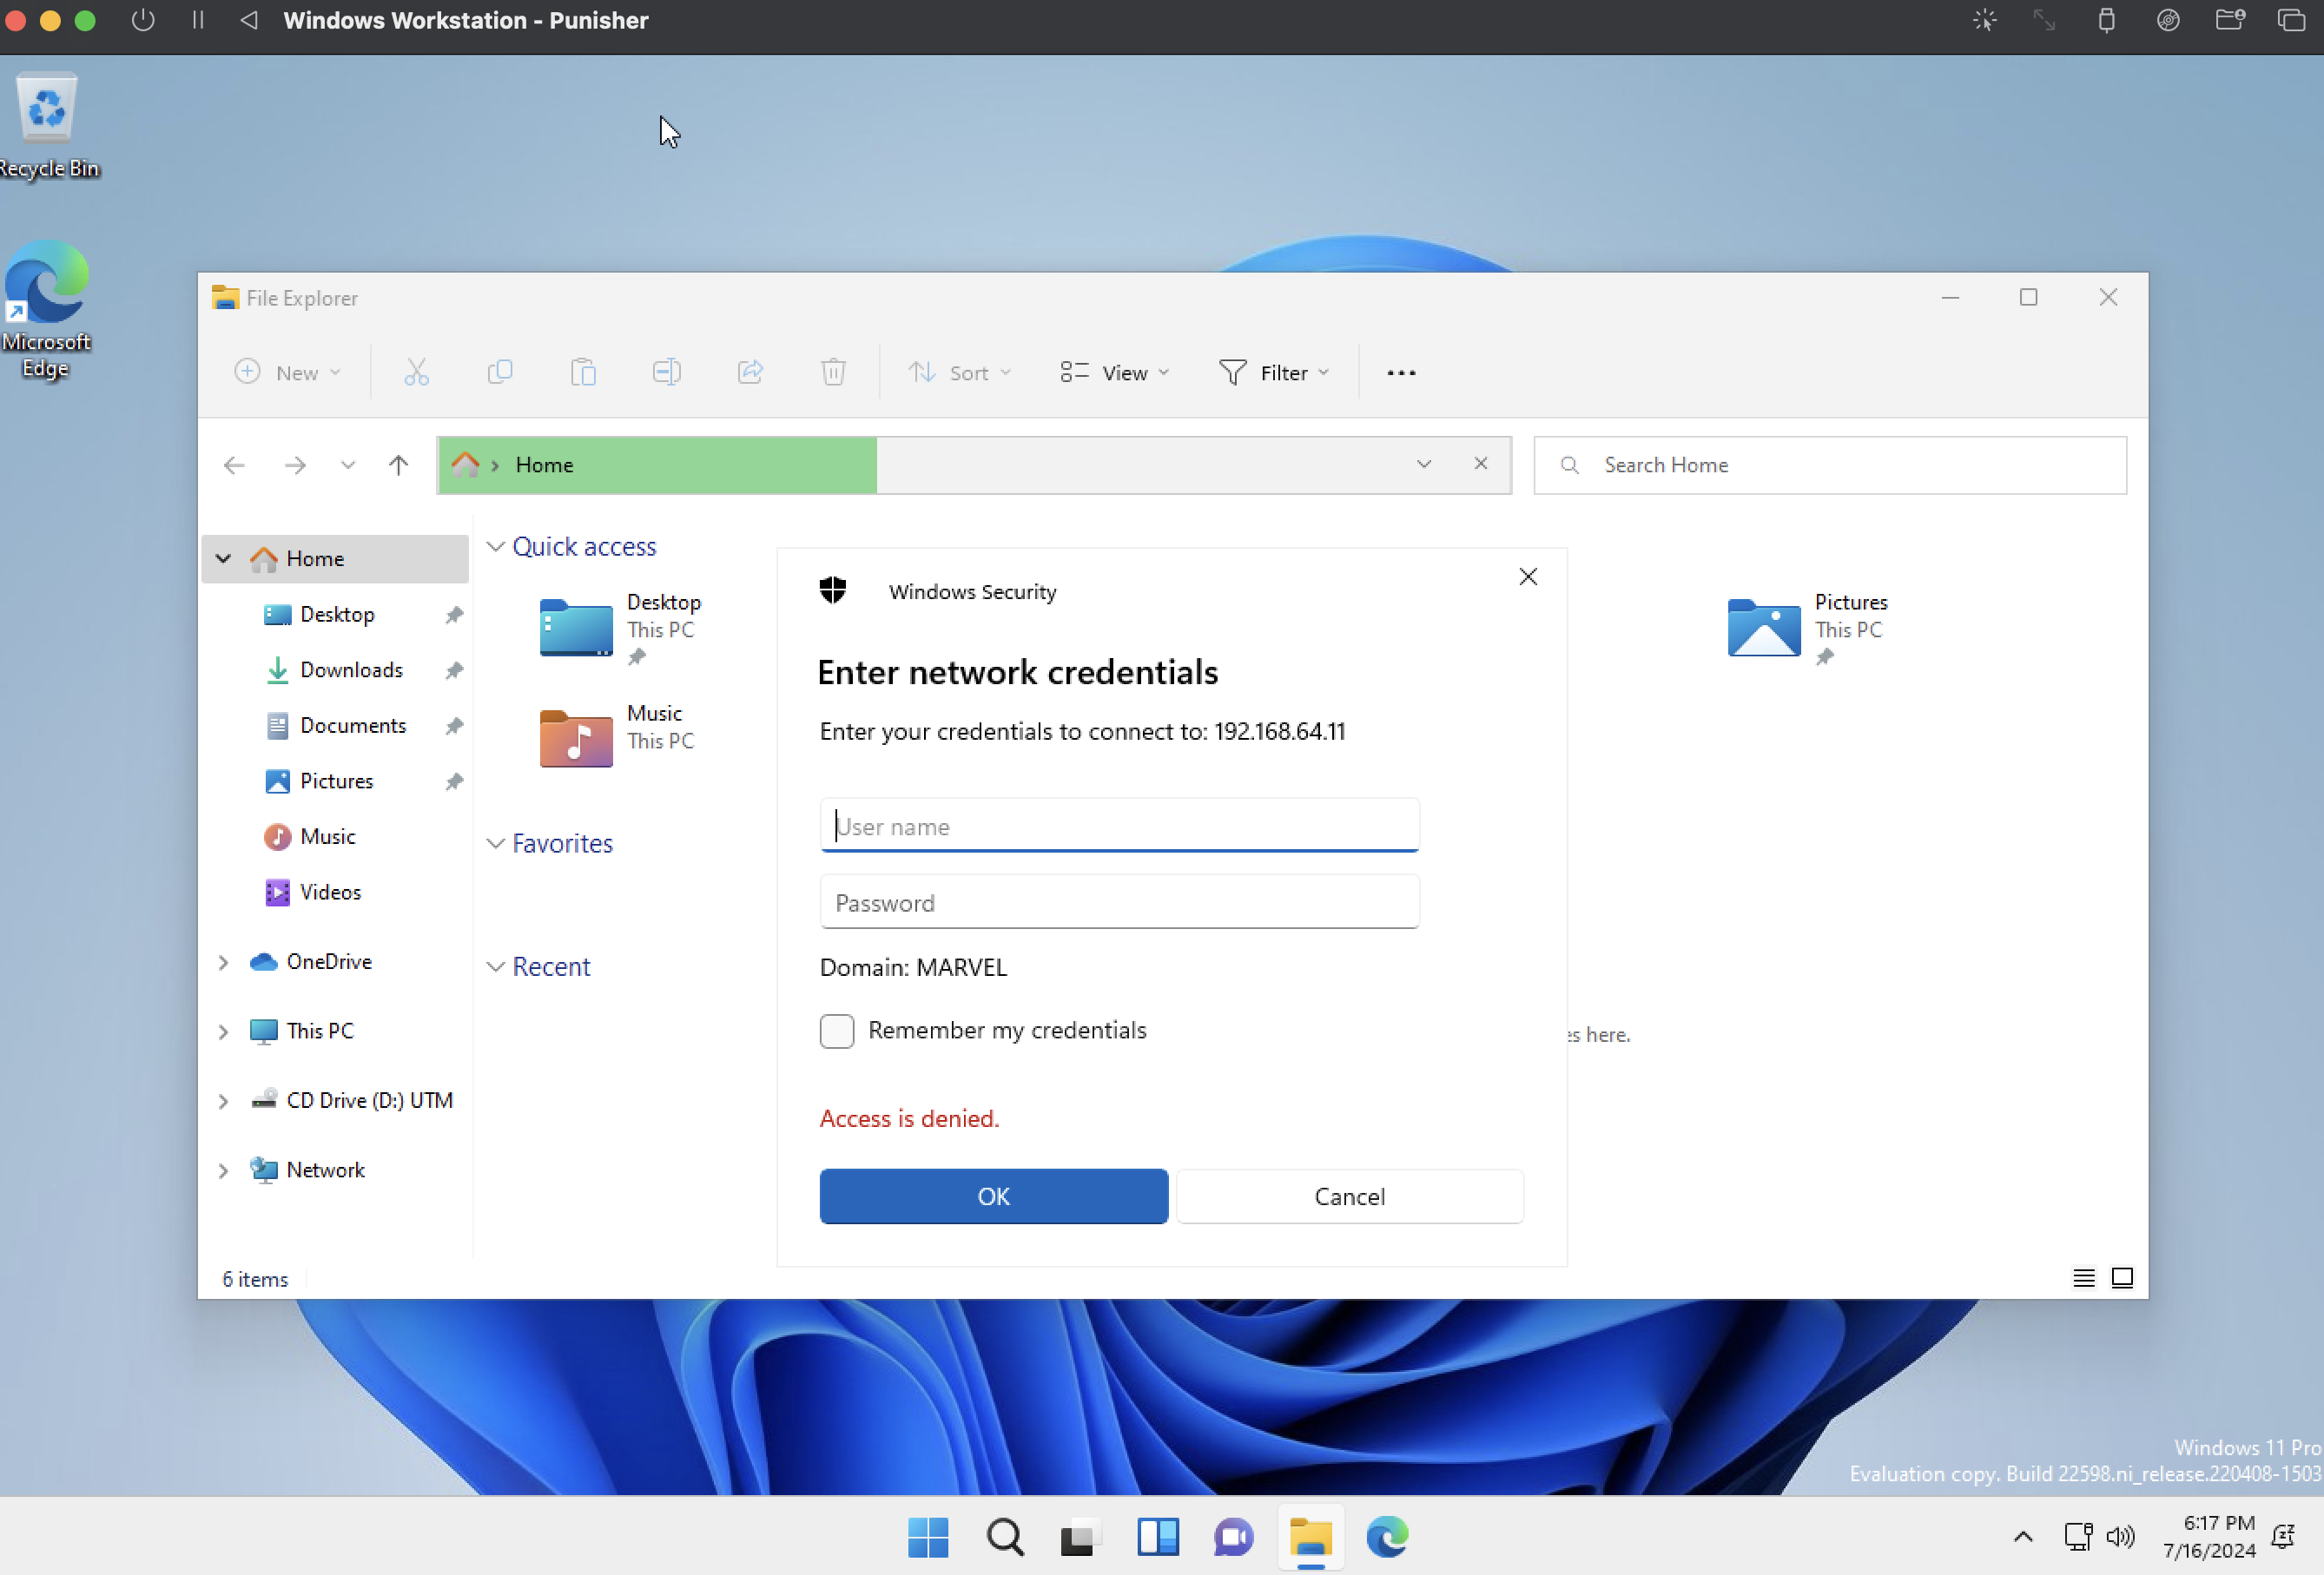 Windows Workstation - Punisher
Recycle Bin
Microsoft
Edge
File Explorer
New
Sort
View
Filter
Home
Search Home
Home
Desktop
Downloads
Documents
Pictures
Music
Videos
OneDrive
This PC
CD Drive (D:) UTM
Network
Quick access
Desktop
This PC
Music
This PC
Pictures
This PC
Favorites
Recent
es here.
Windows Security
Enter network credentials
Enter your credentials to connect to: 192.168.64.11
User name
Password
Domain: MARVEL
Remember my credentials
Access is denied.
OK
Cancel
6 items
Windows 11 Pro
Evaluation copy. Build 22598.ni_release.220408-1503
6:17 PM
7/16/2024